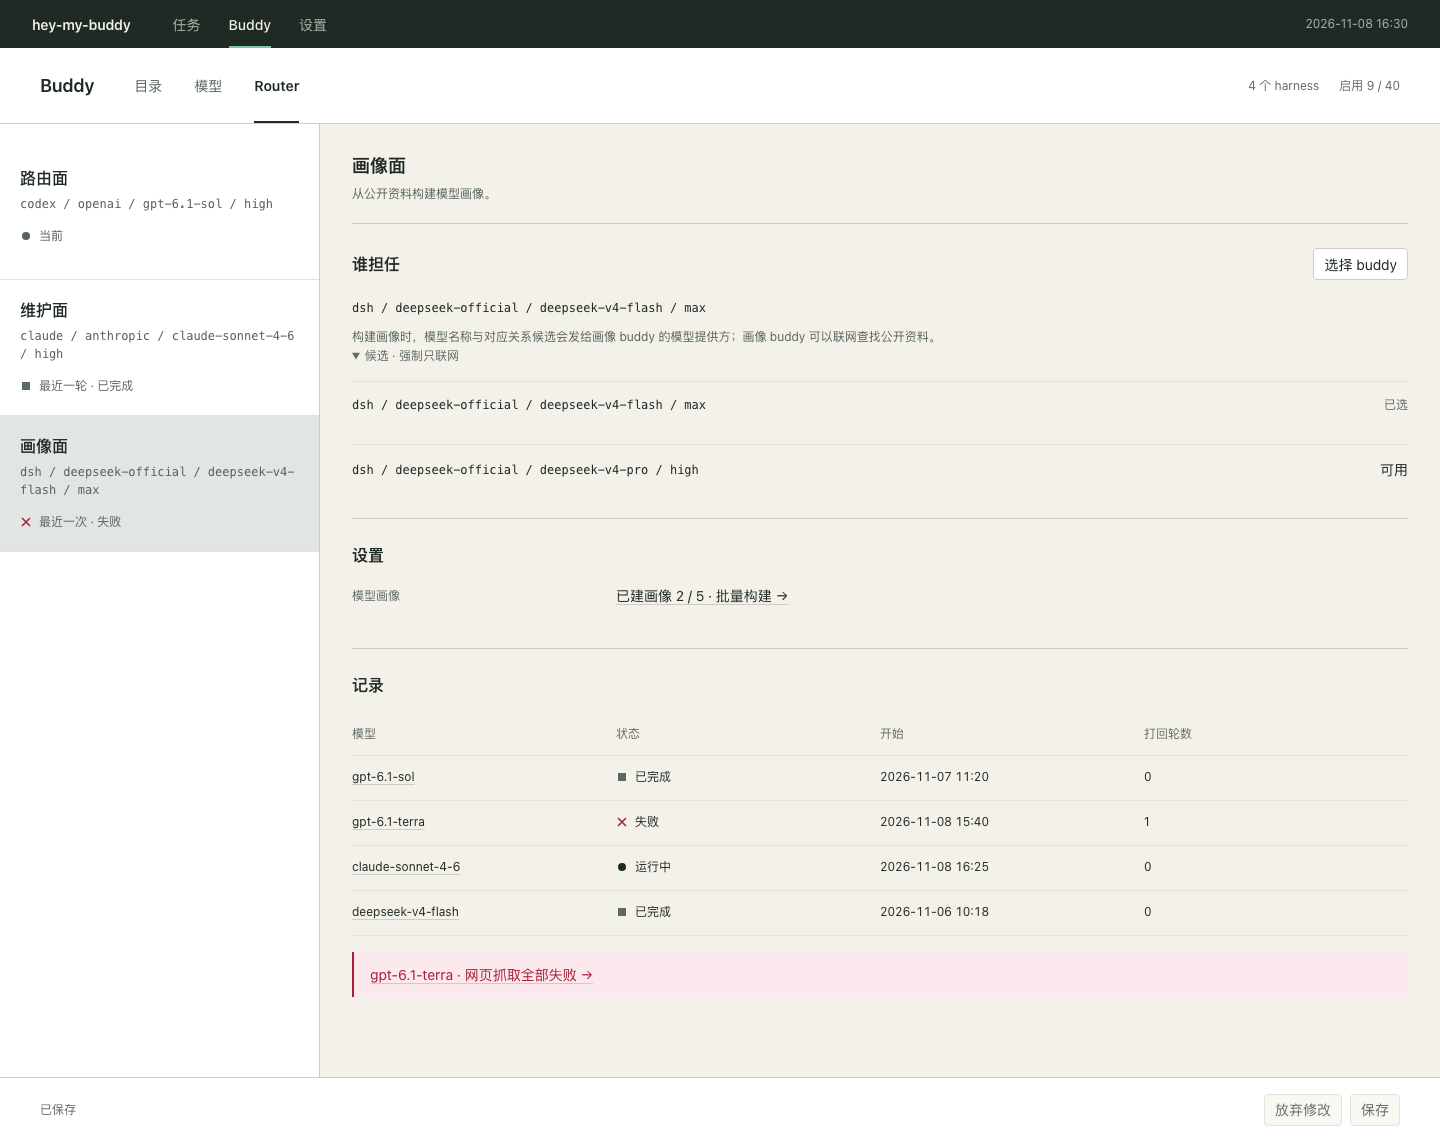 hey-my-buddy 任务 Buddy 设置 2026-11-08 16:30
Buddy 目录 模型 Router 4 个 harness 启用 9 / 40
路由面
codex / openai / gpt-6.1-sol / high
当前
维护面
claude / anthropic / claude-sonnet-4-6
/ high
最近一轮 · 已完成
画像面
dsh / deepseek-official / deepseek-v4-
flash / max
最近一次 · 失败
画像面
从公开资料构建模型画像。
谁担任 选择 buddy
dsh / deepseek-official / deepseek-v4-flash / max
构建画像时，模型名称与对应关系候选会发给画像 buddy 的模型提供方；画像 buddy 可以联网查找公开资料。
▼ 候选 · 强制只联网
dsh / deepseek-official / deepseek-v4-flash / max 已选
dsh / deepseek-official / deepseek-v4-pro / high 可用
设置
模型画像 已建画像 2 / 5 · 批量构建 →
记录
模型 状态 开始 打回轮数
gpt-6.1-sol 已完成 2026-11-07 11:20 0
gpt-6.1-terra 失败 2026-11-08 15:40 1
claude-sonnet-4-6 运行中 2026-11-08 16:25 0
deepseek-v4-flash 已完成 2026-11-06 10:18 0
gpt-6.1-terra · 网页抓取全部失败 →
已保存 放弃修改 保存